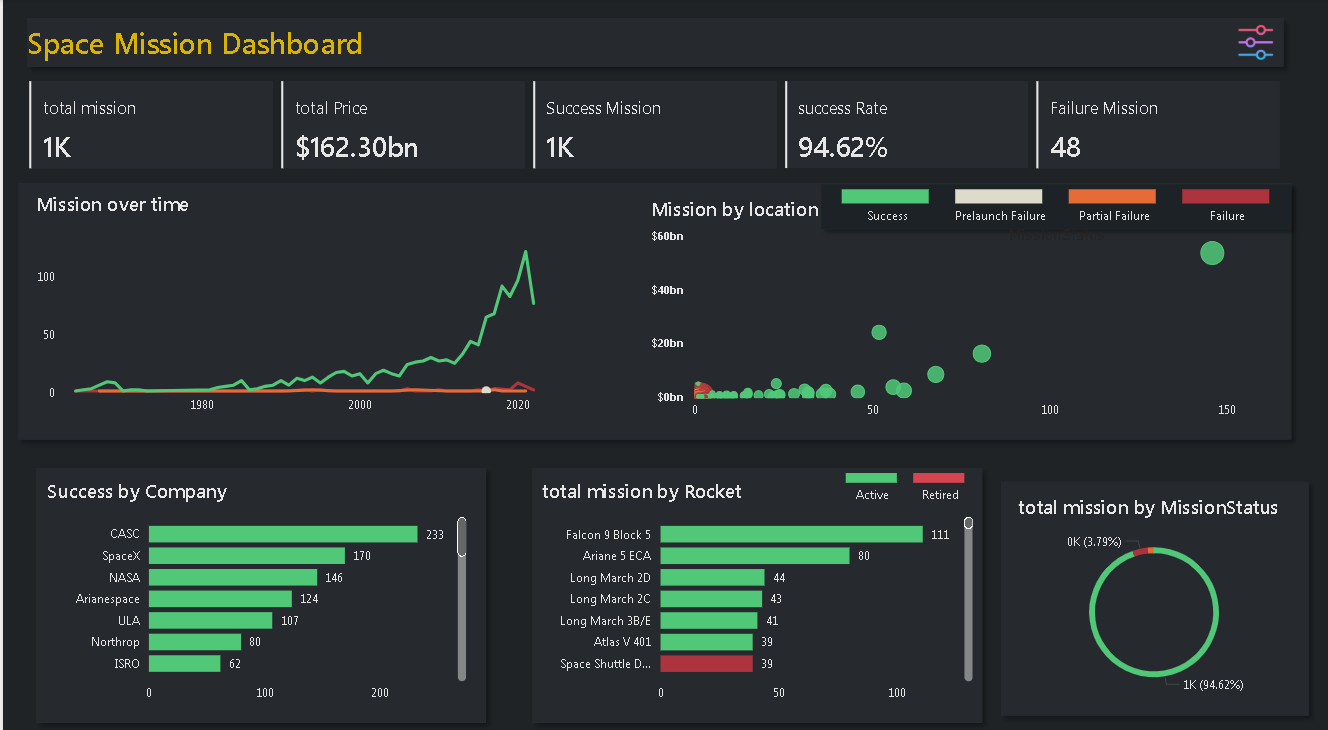 Space Mission Dashboard
total mission
1K
total Price
$162.30bn
Success Mission
1K
success Rate
94.62%
Failure Mission
48
Mission over time
100
50
0
1980
2000
2020
Mission by location
Success
Prelaunch Failure
Partial Failure
Failure
MissionStatus
$60bn
$40bn
$20bn
$0bn
0
50
100
150
Success by Company
CASC
233
SpaceX
170
NASA
146
Arianespace
124
ULA
107
Northrop
80
ISRO
62
0
100
200
total mission by Rocket
Active
Retired
Falcon 9 Block 5
111
Ariane 5 ECA
80
Long March 2D
44
Long March 2C
43
Long March 3B/E
41
Atlas V 401
39
Space Shuttle D...
39
0
50
100
total mission by MissionStatus
0K (3.79%)
1K (94.62%)